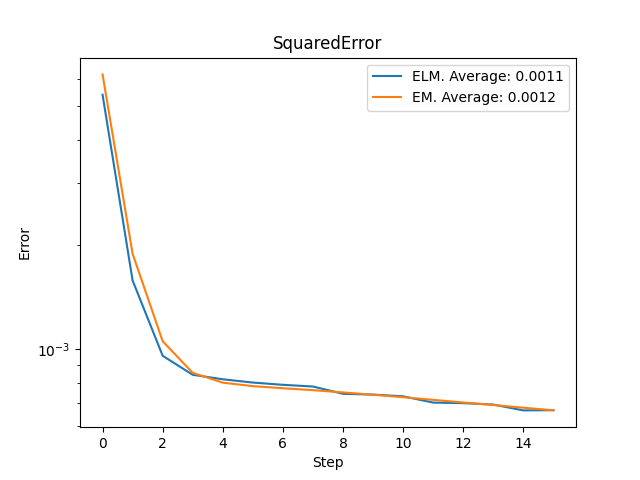 SquaredError
ELM. Average: 0.0011
EM. Average: 0.0012
Error
10⁻³
0 2 4 6 8 10 12 14
Step